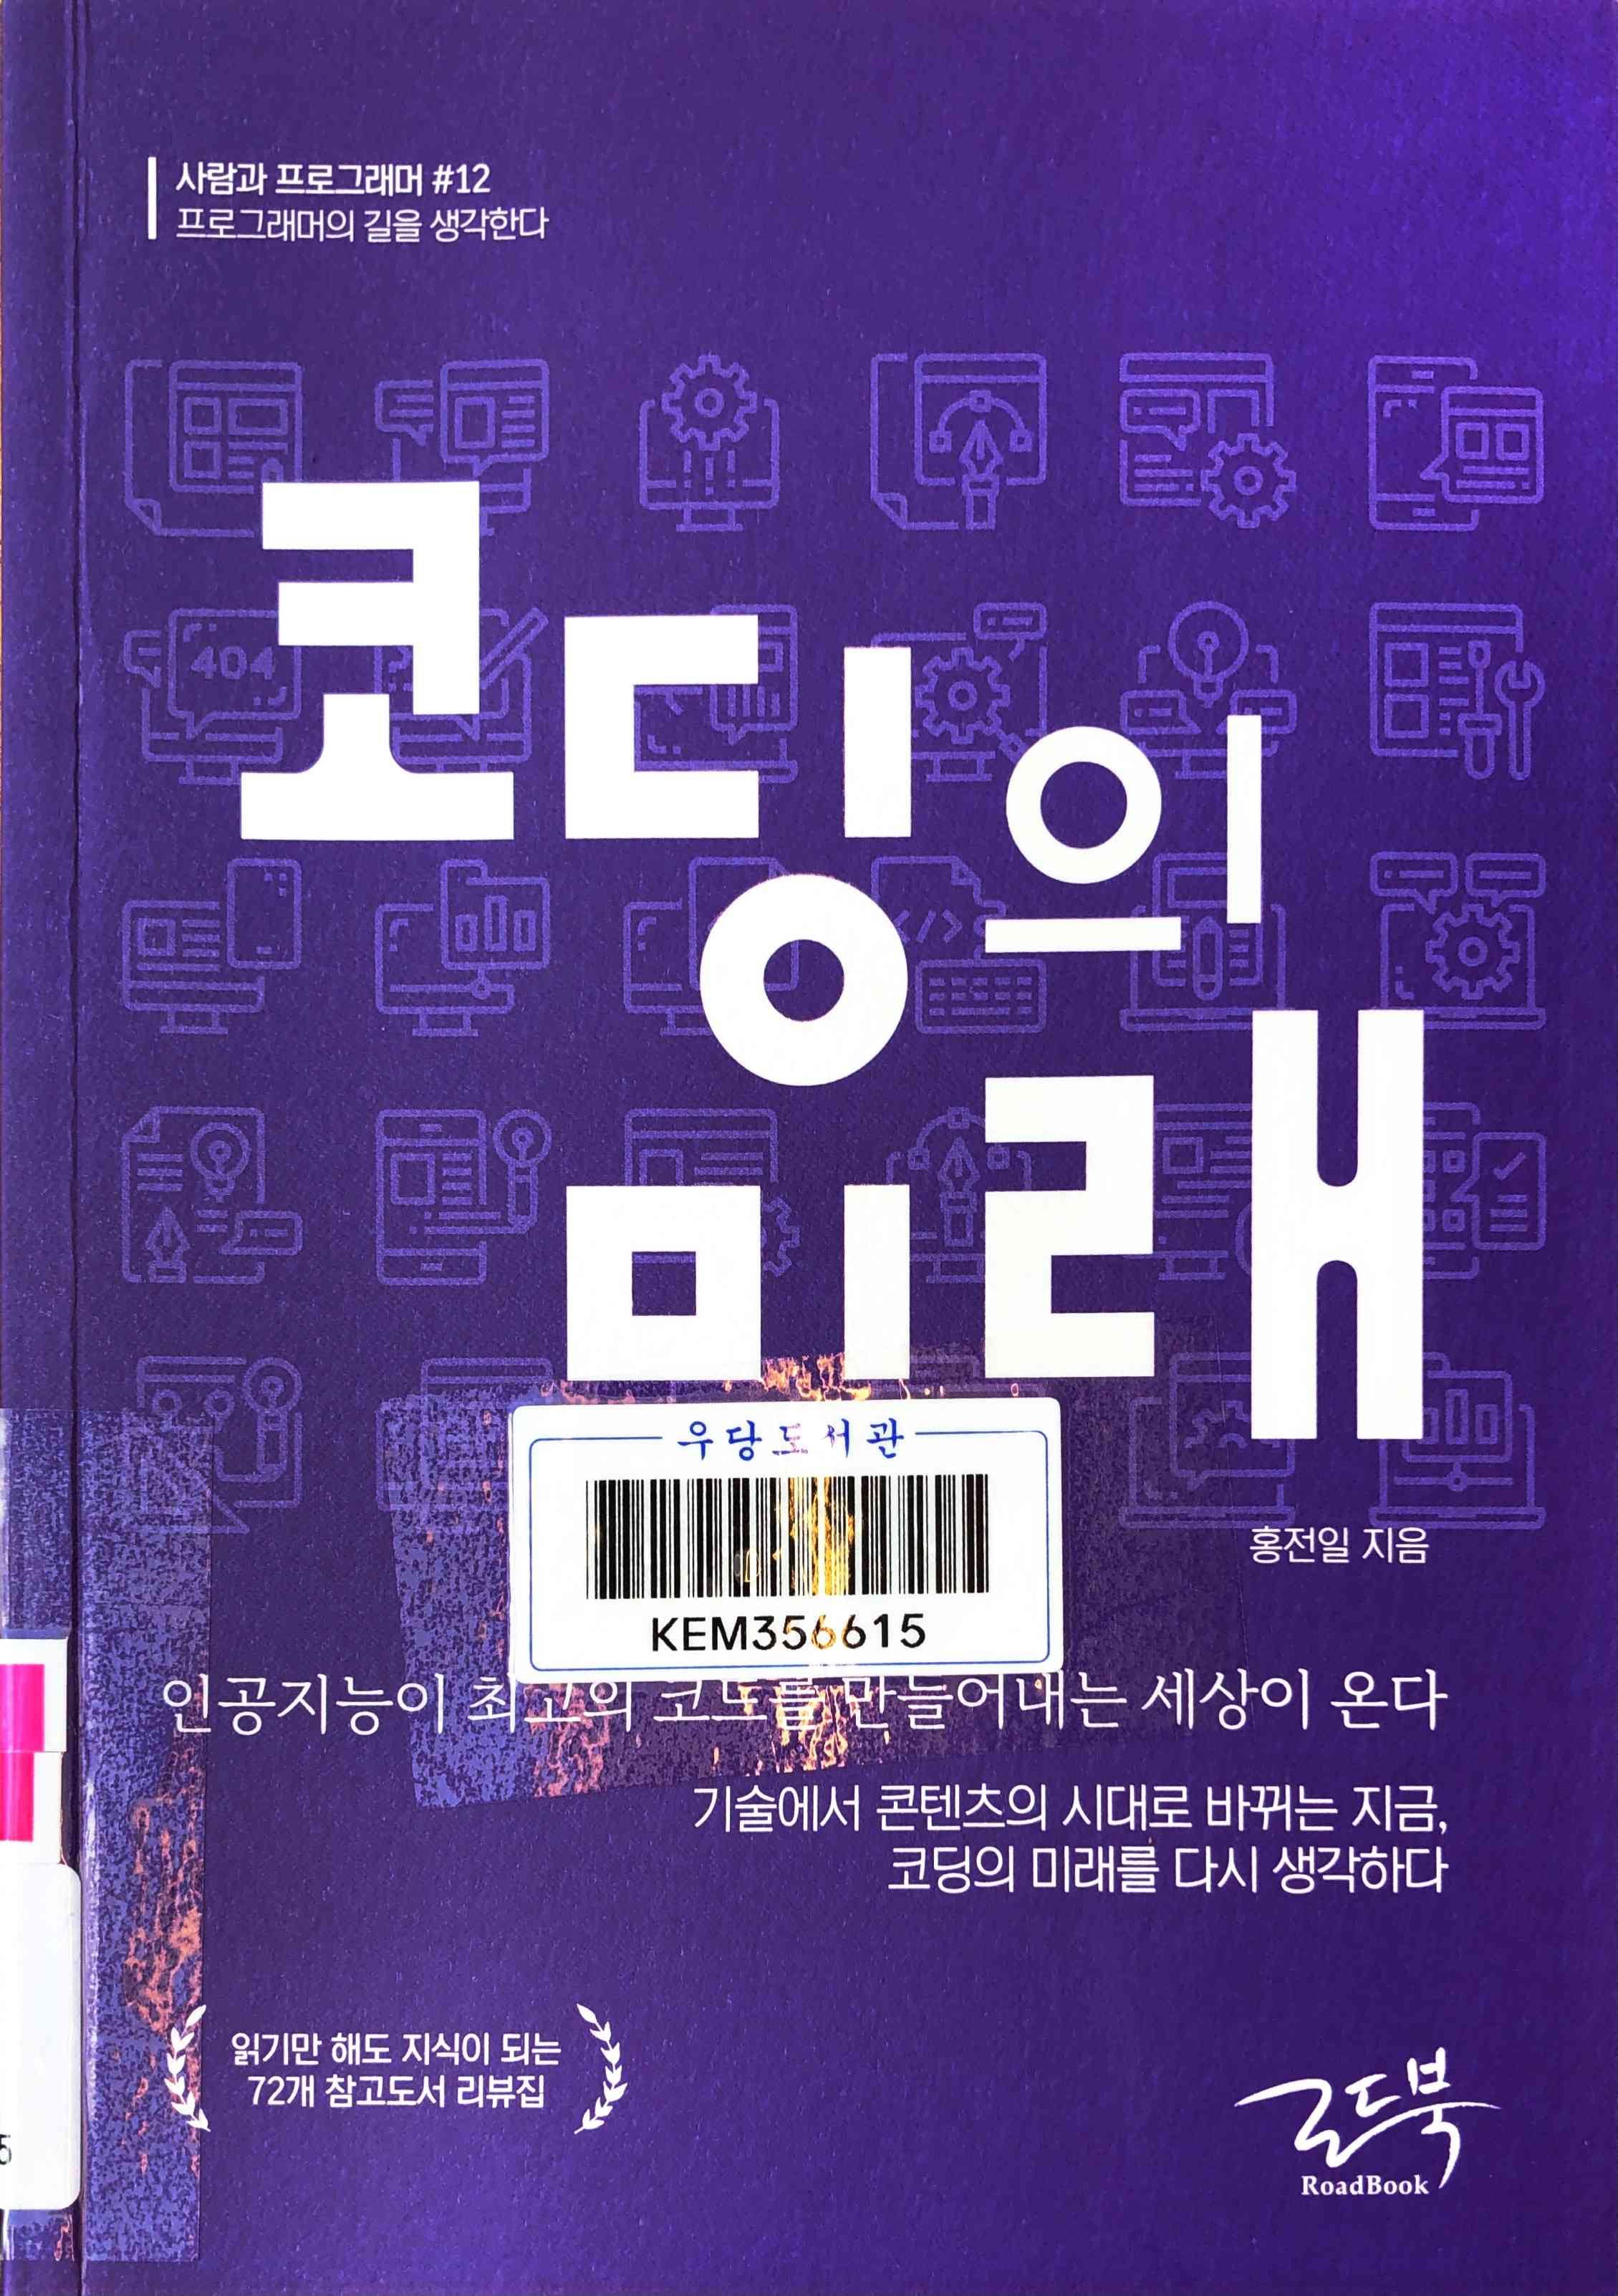 사람과 프로그래머 #12
프로그래머의 길을 생각한다
404
</>
코딩의
미래
우당도서관
KEM356615
홍전일 지음
인공지능이 최고의 코드를 만들어내는 세상이 온다
기술에서 콘텐츠의 시대로 바뀌는 지금,
코딩의 미래를 다시 생각하다
읽기만 해도 지식이 되는
72개 참고도서 리뷰집
로드북
RoadBook
5